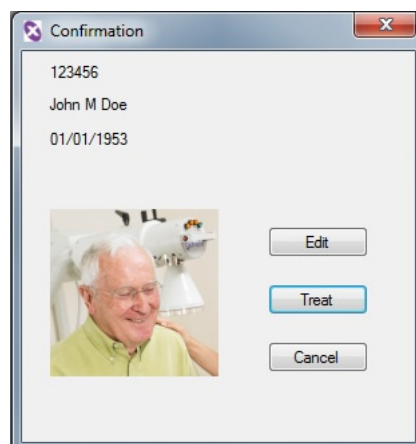 Confirmation
123456
John M Doe
01/01/1953
Edit
Treat
Cancel